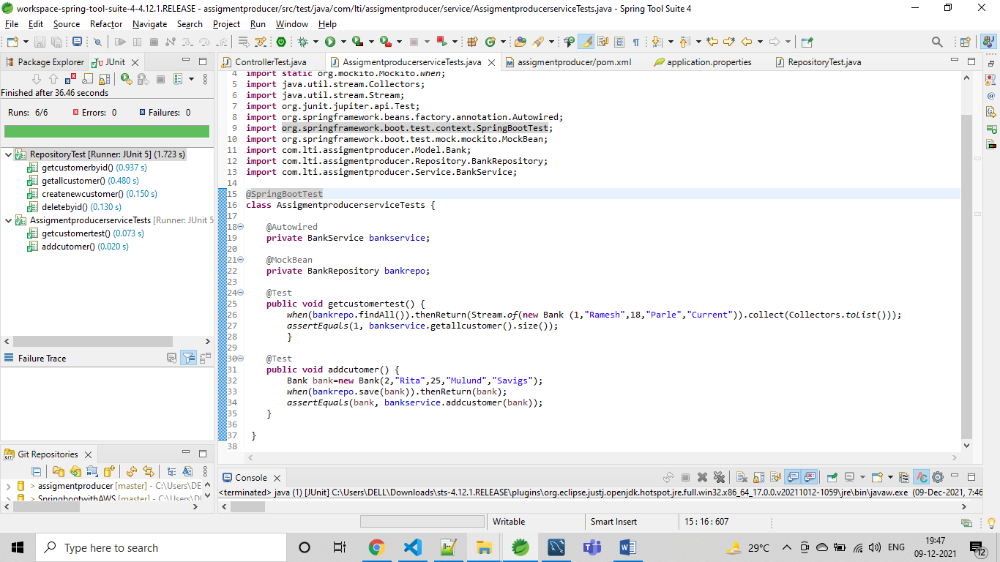 workspace-spring-tool-suite-4-4.12.1.RELEASE - assigmentproducer/src/test/java/com/lti/assigmentproducer/service/AssigmentproducerserviceTests.java - Spring Tool Suite 4
File Edit Source Refactor Navigate Search Project Run Window Help
Package Explorer JUnit
Finished after 36.46 seconds
Runs: 6/6 Errors: 0 Failures: 0
RepositoryTest [Runner: JUnit 5] (1.723 s)
getcustomerbyid() (0.937 s)
getallcustomer() (0.480 s)
createnewcustomer() (0.150 s)
deletebyid() (0.130 s)
AssigmentproducerserviceTests [Runner: JUnit 5
getcustomertest() (0.073 s)
addcutomer() (0.020 s)
Failure Trace
Git Repositories
> assigmentproducer [master] - C:\Users\DE
> SpringbootwithAWS [master] - C:\Users\DE
ControllerTest.java AssigmentproducerserviceTests.java assigmentproducer/pom.xml application.properties RepositoryTest.java
4 import static org.mockito.Mockito.when;
5 import java.util.stream.Collectors;
6 import java.util.stream.Stream;
7 import org.junit.jupiter.api.Test;
8 import org.springframework.beans.factory.annotation.Autowired;
9 import org.springframework.boot.test.context.SpringBootTest;
10 import org.springframework.boot.test.mock.mockito.MockBean;
11 import com.lti.assigmentproducer.Model.Bank;
12 import com.lti.assigmentproducer.Repository.BankRepository;
13 import com.lti.assigmentproducer.Service.BankService;
14
15 @SpringBootTest
16 class AssigmentproducerserviceTests {
17
18 @Autowired
19 private BankService bankservice;
20
21 @MockBean
22 private BankRepository bankrepo;
23
24 @Test
25 public void getcustomertest() {
26 when(bankrepo.findAll()).thenReturn(Stream.of(new Bank (1,"Ramesh",18,"Parle","Current")).collect(Collectors.toList()));
27 assertEquals(1, bankservice.getallcustomer().size());
28 }
29
30 @Test
31 public void addcutomer() {
32 Bank bank=new Bank(2,"Rita",25,"Mulund","Savigs");
33 when(bankrepo.save(bank)).thenReturn(bank);
34 assertEquals(bank, bankservice.addcustomer(bank));
35 }
36
37 }
38
Console
<terminated> java (1) [JUnit] C:\Users\DELL\Downloads\sts-4.12.1.RELEASE\plugins\org.eclipse.justj.openjdk.hotspot.jre.full.win32.x86_64_17.0.0.v20211012-1059\jre\bin\javaw.exe (09-Dec-2021, 7:46
Writable Smart Insert 15 : 16 : 607
Type here to search
29°C ENG 19:47
09-12-2021
12